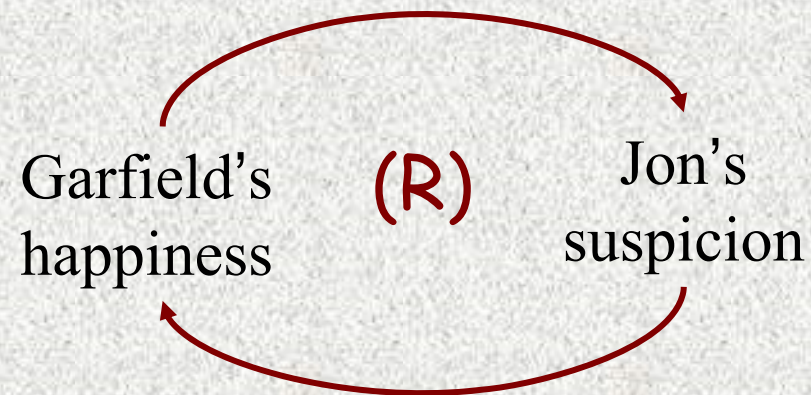 Garfield’s
happiness
(R)
Jon’s
suspicion